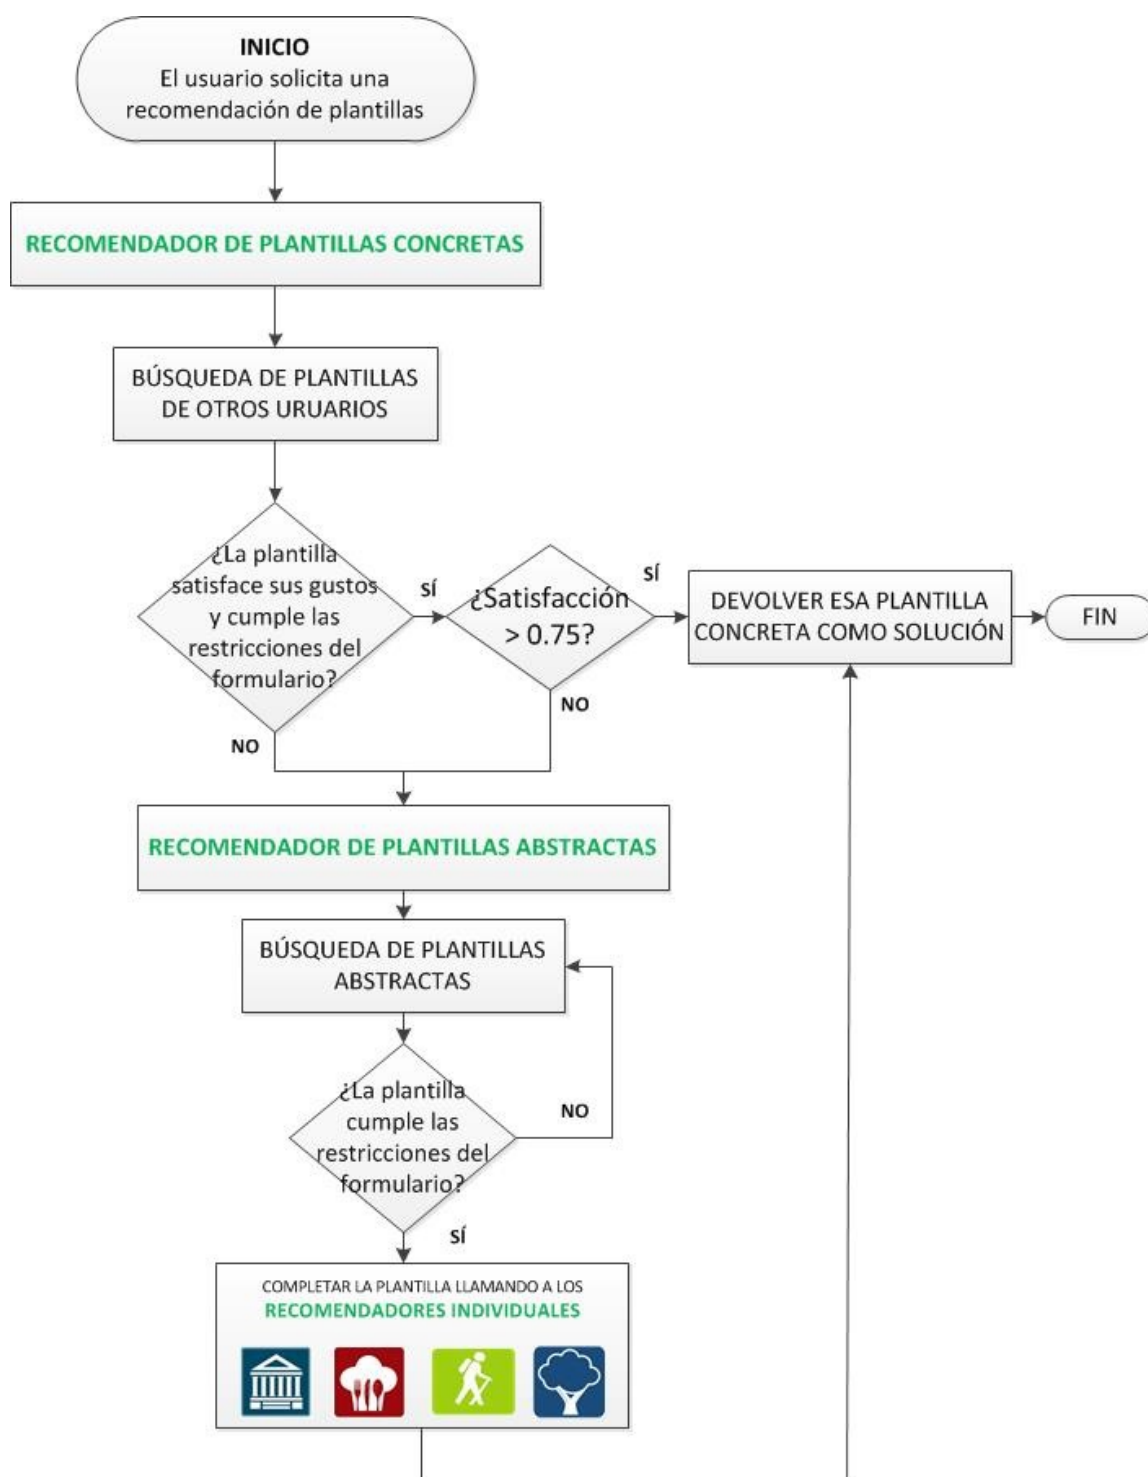 INICIO
El usuario solicita una
recomendación de plantillas
RECOMENDADOR DE PLANTILLAS CONCRETAS
BÚSQUEDA DE PLANTILLAS
DE OTROS URUARIOS
¿La plantilla
satisface sus gustos
y cumple las
restricciones del
formulario?
SÍ
¿Satisfacción
> 0.75?
SÍ
DEVOLVER ESA PLANTILLA
CONCRETA COMO SOLUCIÓN
FIN
NO
NO
RECOMENDADOR DE PLANTILLAS ABSTRACTAS
BÚSQUEDA DE PLANTILLAS
ABSTRACTAS
¿La plantilla
cumple las
restricciones del
formulario?
NO
SÍ
COMPLETAR LA PLANTILLA LLAMANDO A LOS
RECOMENDADORES INDIVIDUALES